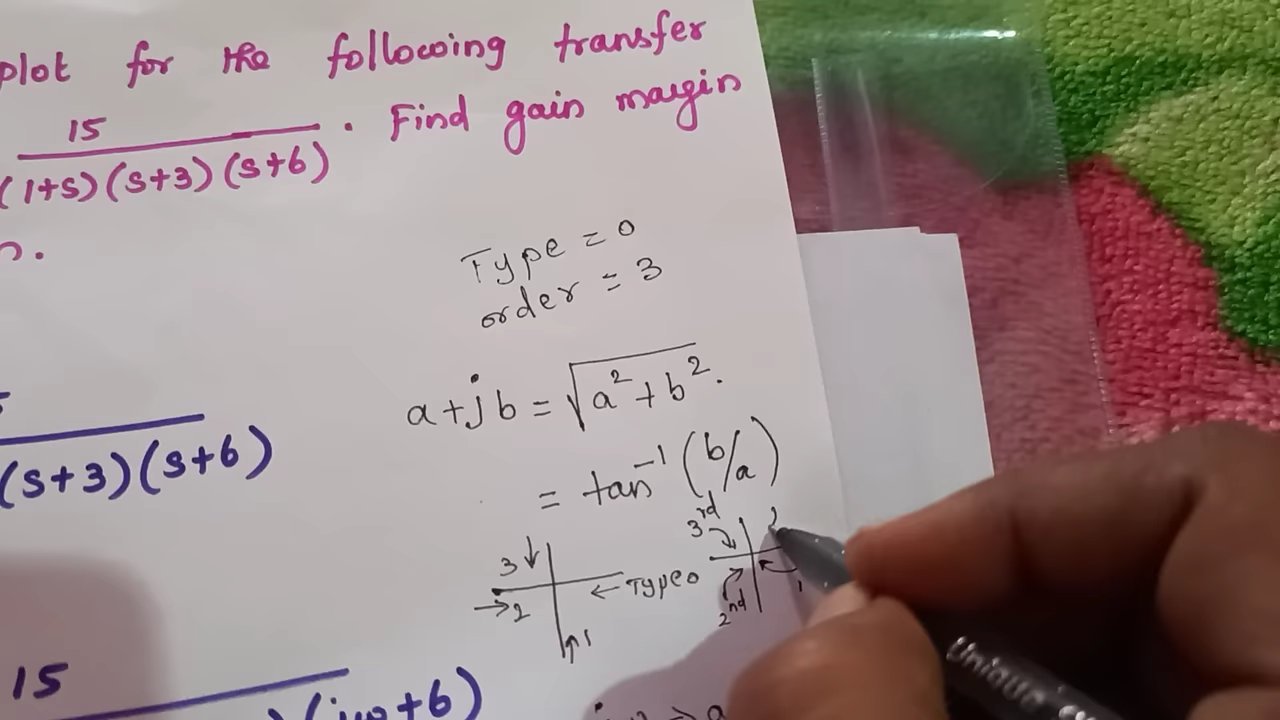 plot for the following transfer
15
(1+s)(s+3)(s+6) . Find gain margin
Type = 0
order = 3
a+jb = √a²+b².
(s+3)(s+6)
= tan⁻¹ (b/a)
3rd
3 ↓ ← Type 0
→ 2 2nd 1
↑ 1
15
(jω+6)